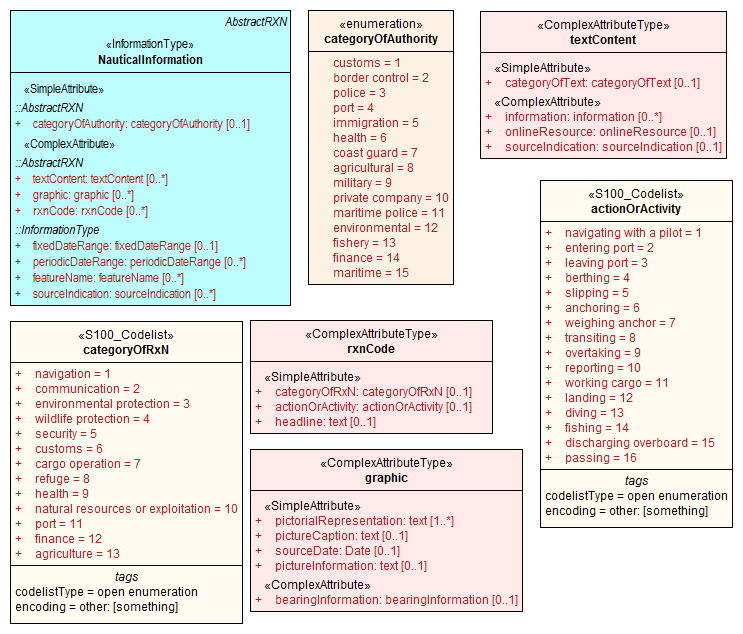 AbstractRXN
«InformationType»
NauticalInformation
«SimpleAttribute»
::AbstractRXN
+ categoryOfAuthority: categoryOfAuthority [0..1]
«ComplexAttribute»
::AbstractRXN
+ textContent: textContent [0..*]
+ graphic: graphic [0..*]
+ rxnCode: rxnCode [0..*]
::InformationType
+ fixedDateRange: fixedDateRange [0..1]
+ periodicDateRange: periodicDateRange [0..*]
+ featureName: featureName [0..*]
+ sourceIndication: sourceIndication [0..*]
«enumeration»
categoryOfAuthority
customs = 1
border control = 2
police = 3
port = 4
immigration = 5
health = 6
coast guard = 7
agricultural = 8
military = 9
private company = 10
maritime police = 11
environmental = 12
fishery = 13
finance = 14
maritime = 15
«ComplexAttributeType»
textContent
«SimpleAttribute»
+ categoryOfText: categoryOfText [0..1]
«ComplexAttribute»
+ information: information [0..*]
+ onlineResource: onlineResource [0..1]
+ sourceIndication: sourceIndication [0..1]
«S100_Codelist»
actionOrActivity
+ navigating with a pilot = 1
+ entering port = 2
+ leaving port = 3
+ berthing = 4
+ slipping = 5
+ anchoring = 6
+ weighing anchor = 7
+ transiting = 8
+ overtaking = 9
+ reporting = 10
+ working cargo = 11
+ landing = 12
+ diving = 13
+ fishing = 14
+ discharging overboard = 15
+ passing = 16
tags
codelistType = open enumeration
encoding = other: [something]
«S100_Codelist»
categoryOfRxN
+ navigation = 1
+ communication = 2
+ environmental protection = 3
+ wildlife protection = 4
+ security = 5
+ customs = 6
+ cargo operation = 7
+ refuge = 8
+ health = 9
+ natural resources or exploitation = 10
+ port = 11
+ finance = 12
+ agriculture = 13
tags
codelistType = open enumeration
encoding = other: [something]
«ComplexAttributeType»
rxnCode
«SimpleAttribute»
+ categoryOfRxN: categoryOfRxN [0..1]
+ actionOrActivity: actionOrActivity [0..1]
+ headline: text [0..1]
«ComplexAttributeType»
graphic
«SimpleAttribute»
+ pictorialRepresentation: text [1..*]
+ pictureCaption: text [0..1]
+ sourceDate: Date [0..1]
+ pictureInformation: text [0..1]
«ComplexAttribute»
+ bearingInformation: bearingInformation [0..1]